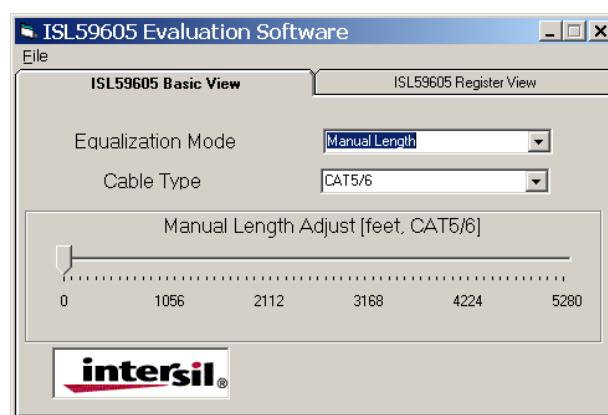 ISL59605 Evaluation Software
File
ISL59605 Basic View
ISL59605 Register View
Equalization Mode
Manual Length
Cable Type
CAT5/6
Manual Length Adjust [feet, CAT5/6]
0 1056 2112 3168 4224 5280
intersil®